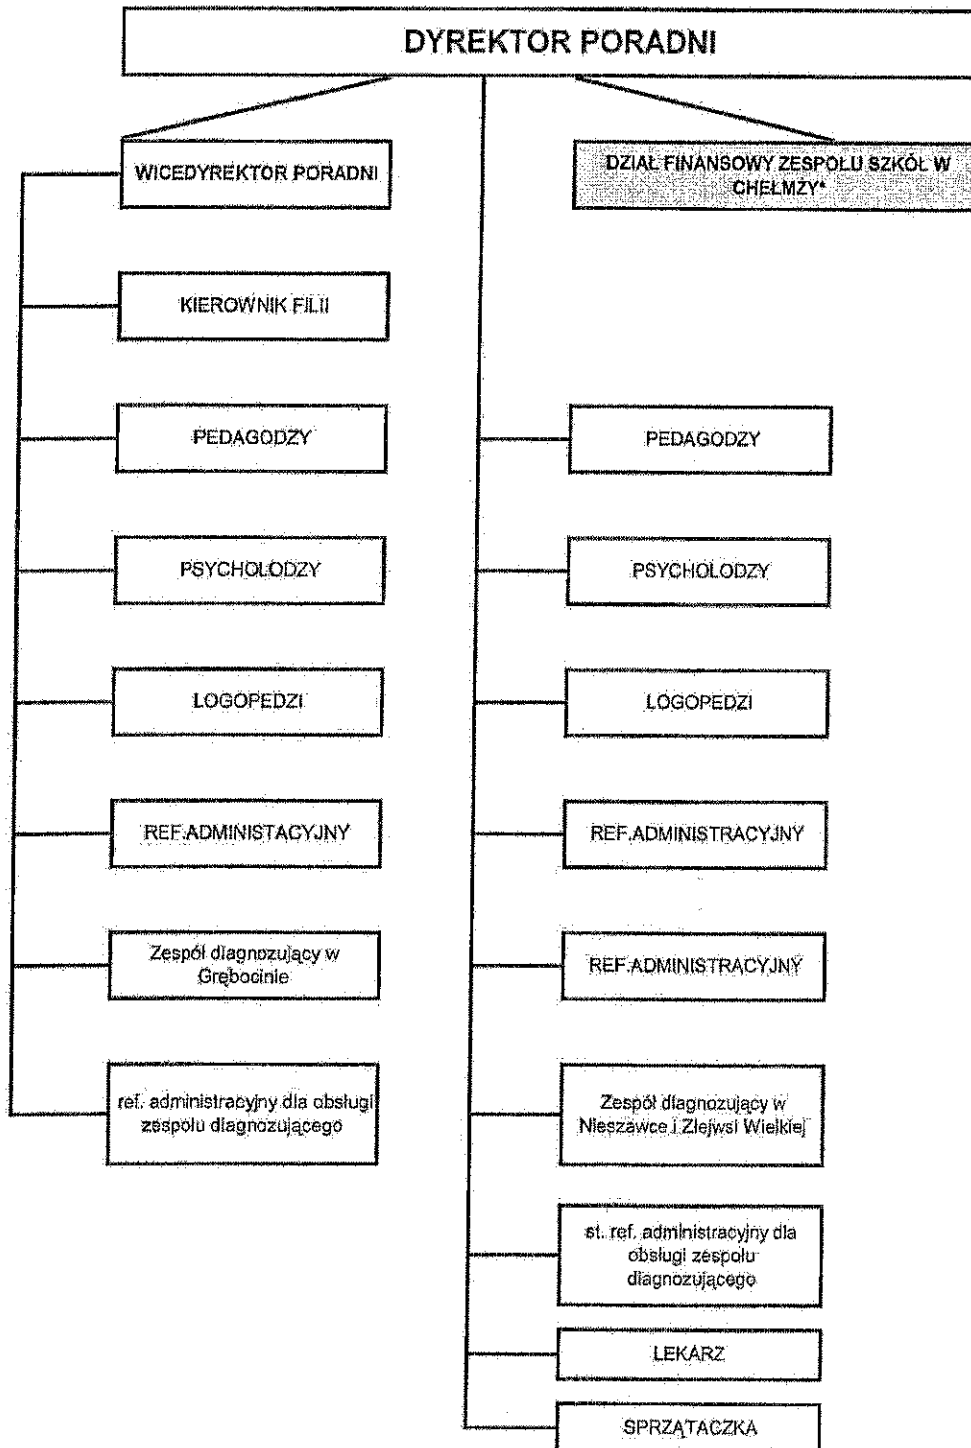 DYREKTOR PORADNI
WICEDYREKTOR PORADNI
DZIAŁ FINANSOWY ZESPOŁU SZKÓŁ W
CHEŁMŻY*
KIEROWNIK FILII
PEDAGODZY
PEDAGODZY
PSYCHOLODZY
PSYCHOLODZY
LOGOPEDZI
LOGOPEDZI
REF.ADMINISTACYJNY
REF.ADMINISTRACYJNY
Zespół diagnozujący w
Grębocinie
REF.ADMINISTRACYJNY
ref. administracyjny dla obsługi
zespołu diagnozującego
Zespół diagnozujący w
Nieszawce i Zlejwsi Wielkiej
st. ref. administracyjny dla
obsługi zespołu
diagnozującego
LEKARZ
SPRZĄTACZKA